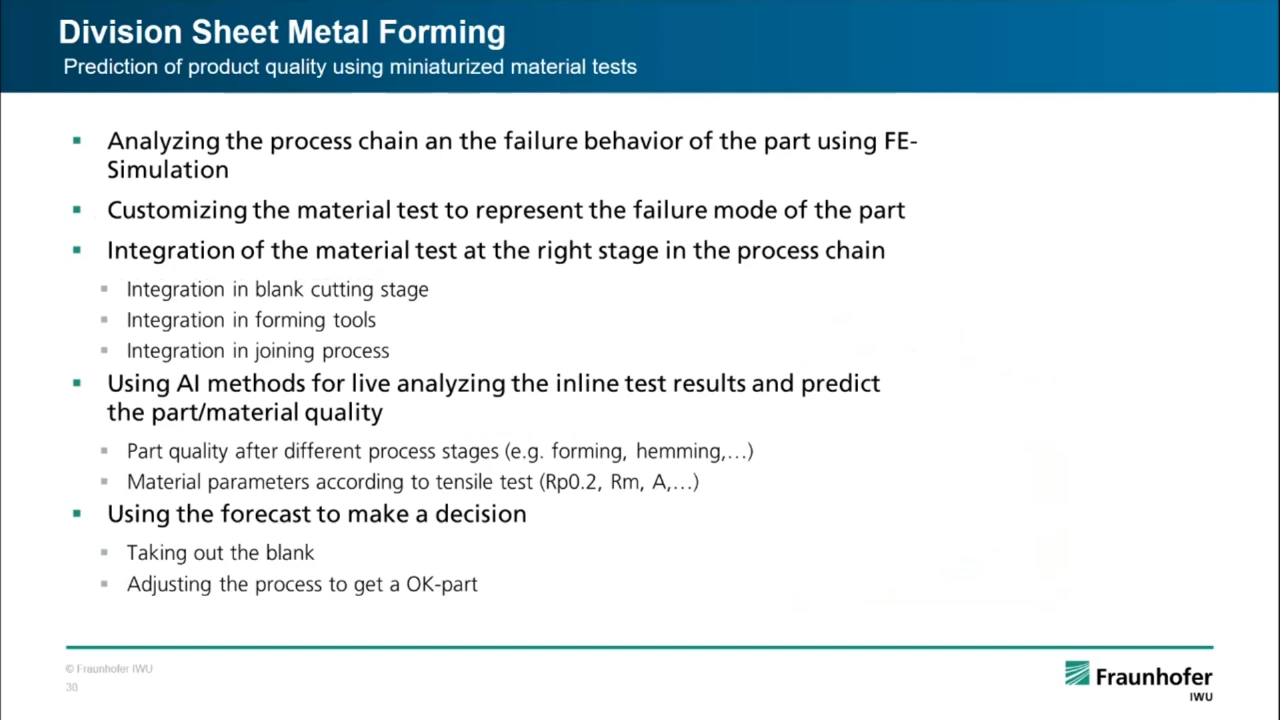 Division Sheet Metal Forming
Prediction of product quality using miniaturized material tests
Analyzing the process chain an the failure behavior of the part using FE-
Simulation
Customizing the material test to represent the failure mode of the part
Integration of the material test at the right stage in the process chain
Integration in blank cutting stage
Integration in forming tools
Integration in joining process
Using AI methods for live analyzing the inline test results and predict
the part/material quality
Part quality after different process stages (e.g. forming, hemming,…)
Material parameters according to tensile test (Rp0.2, Rm, A,…)
Using the forecast to make a decision
Taking out the blank
Adjusting the process to get a OK-part
© Fraunhofer IWU
30
Fraunhofer
IWU